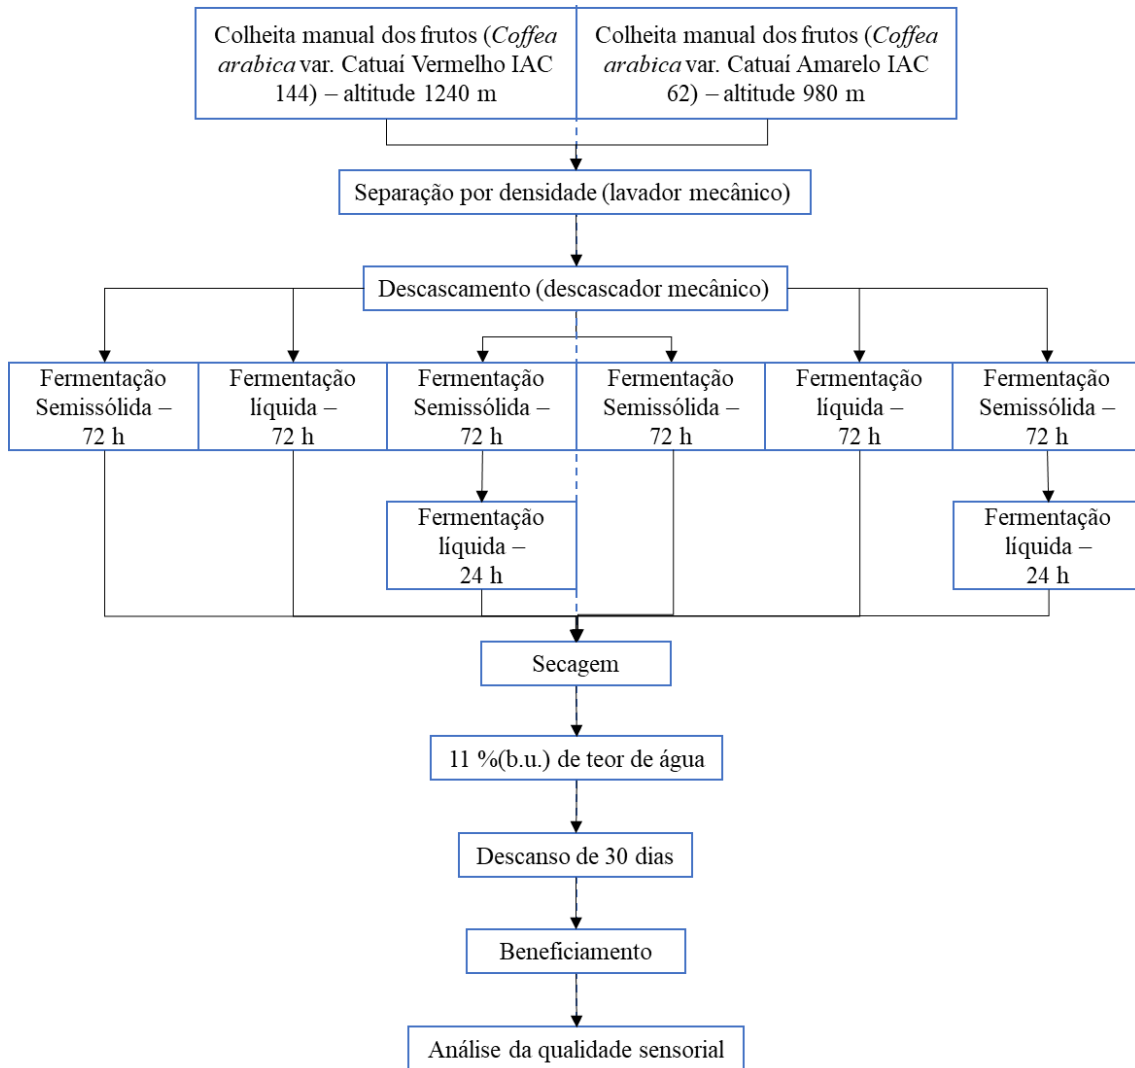 Colheita manual dos frutos (Coffea
arabica var. Catuaí Vermelho IAC
144) – altitude 1240 m
Colheita manual dos frutos (Coffea
arabica var. Catuaí Amarelo IAC
62) – altitude 980 m
Separação por densidade (lavador mecânico)
Descascamento (descascador mecânico)
Fermentação
Semissólida –
72 h
Fermentação
líquida –
72 h
Fermentação
Semissólida –
72 h
Fermentação
Semissólida –
72 h
Fermentação
líquida –
72 h
Fermentação
Semissólida –
72 h
Fermentação
líquida –
24 h
Fermentação
líquida –
24 h
Secagem
11 %(b.u.) de teor de água
Descanso de 30 dias
Beneficiamento
Análise da qualidade sensorial